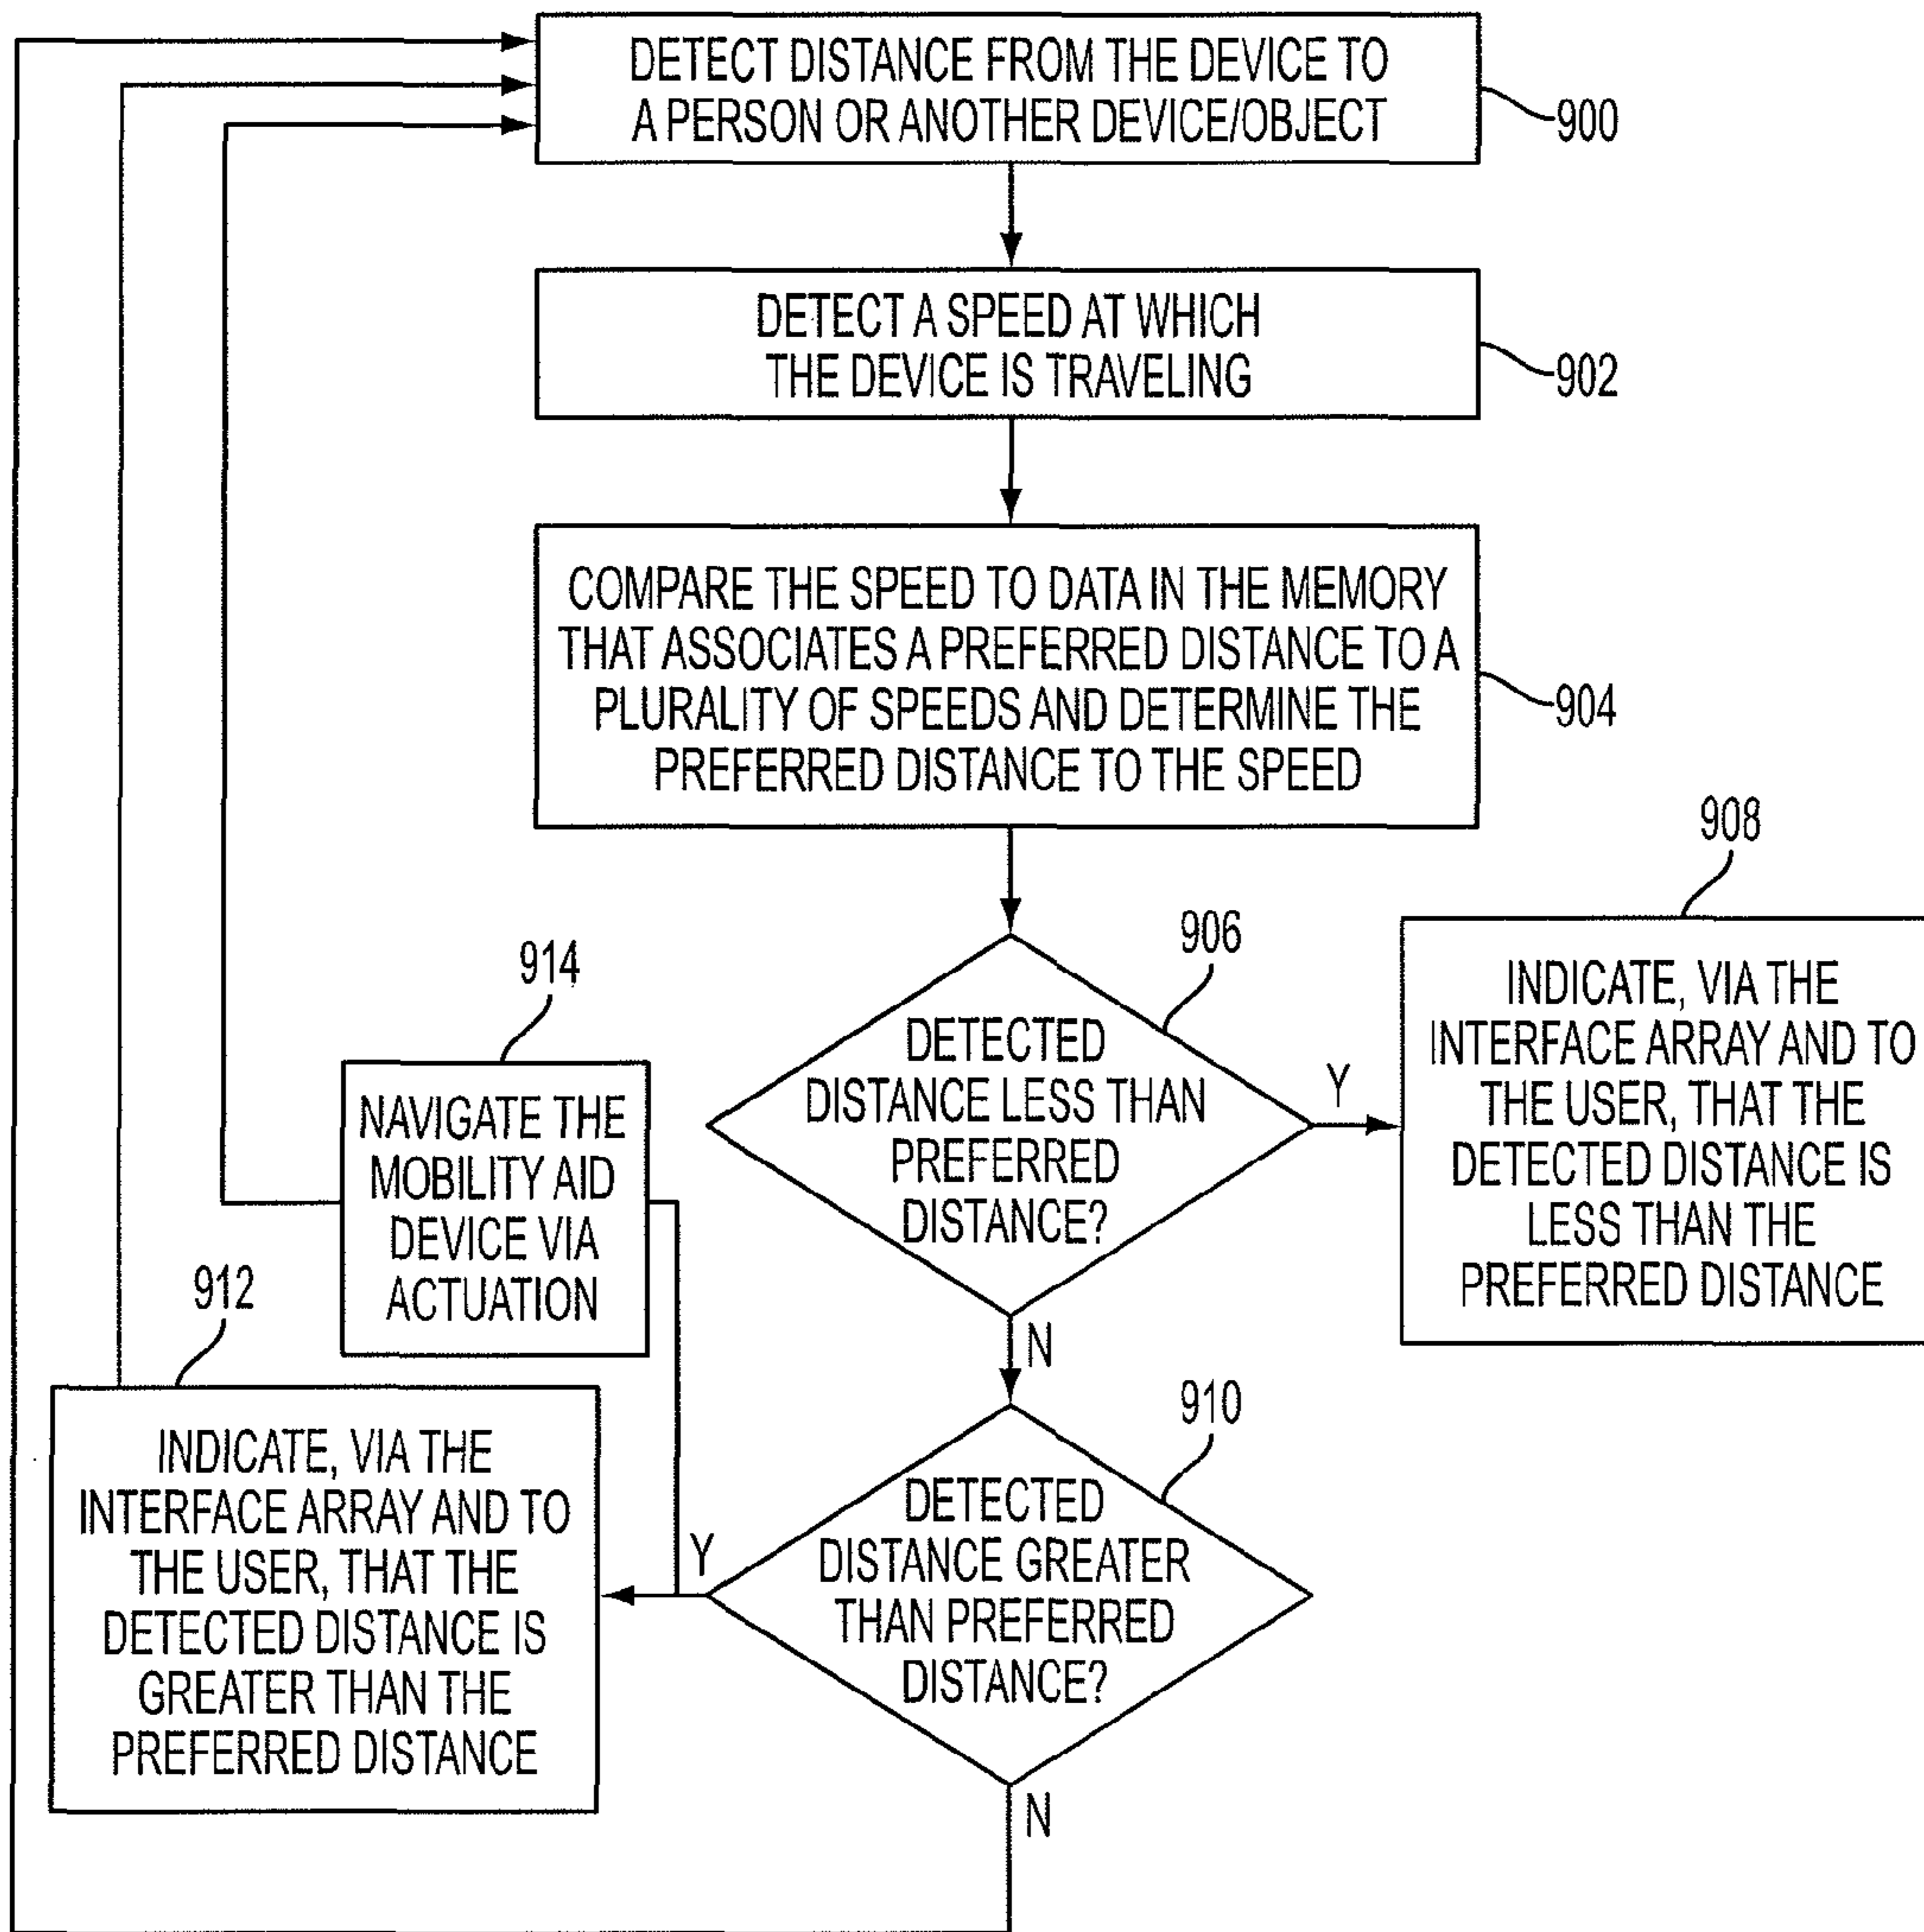 DETECT DISTANCE FROM THE DEVICE TO
A PERSON OR ANOTHER DEVICE/OBJECT
900
DETECT A SPEED AT WHICH
THE DEVICE IS TRAVELING
902
COMPARE THE SPEED TO DATA IN THE MEMORY
THAT ASSOCIATES A PREFERRED DISTANCE TO A
PLURALITY OF SPEEDS AND DETERMINE THE
PREFERRED DISTANCE TO THE SPEED
904
906
DETECTED
DISTANCE LESS THAN
PREFERRED
DISTANCE?
Y
N
908
INDICATE, VIA THE
INTERFACE ARRAY AND TO
THE USER, THAT THE
DETECTED DISTANCE IS
LESS THAN THE
PREFERRED DISTANCE
914
NAVIGATE THE
MOBILITY AID
DEVICE VIA
ACTUATION
910
DETECTED
DISTANCE GREATER
THAN PREFERRED
DISTANCE?
Y
N
912
INDICATE, VIA THE
INTERFACE ARRAY AND TO
THE USER, THAT THE
DETECTED DISTANCE IS
GREATER THAN THE
PREFERRED DISTANCE